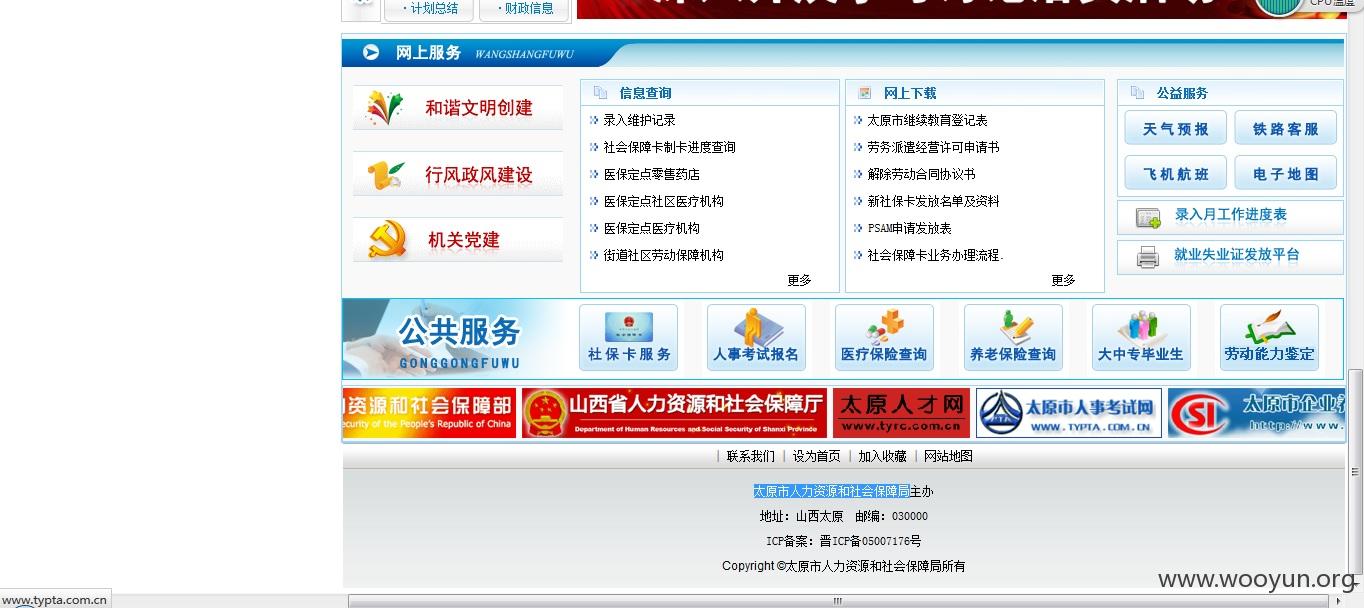 · 计划总结
· 财政信息
CPU温度
网上服务 WANGSHANGFUWU
和谐文明创建
行风政风建设
机关党建
信息查询
录入维护记录
社会保障卡制卡进度查询
医保定点零售药店
医保定点社区医疗机构
医保定点医疗机构
街道社区劳动保障机构
更多
网上下载
太原市继续教育登记表
劳务派遣经营许可申请书
解除劳动合同协议书
新社保卡发放名单及资料
PSAM申请发放表
社会保障卡业务办理流程.
更多
公益服务
天气预报 铁路客服
飞机航班 电子地图
录入月工作进度表
就业失业证发放平台
公共服务
GONGGONGFUWU
社保卡服务 人事考试报名 医疗保险查询 养老保险查询 大中专毕业生 劳动能力鉴定
资源和社会保障部
ecurity of the People's Republic of China
山西省人力资源和社会保障厅
Department of Human Resources and Social Security of Shanxi Province
太原人才网
www.tyrc.com.cn
太原市人事考试网
WWW.TYPTA.COM.CN
CSI 太原市企业
http://www.
| 联系我们 | 设为首页 | 加入收藏 | 网站地图
太原市人力资源和社会保障局主办
地址：山西太原 邮编：030000
ICP备案：晋ICP备05007176号
Copyright ©太原市人力资源和社会保障局所有
www.wooyun.org
www.typta.com.cn